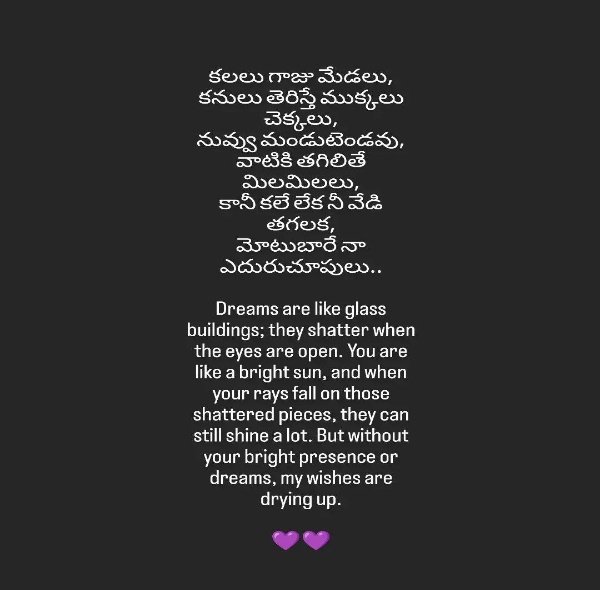 కలలు గాజు మేడలు,
కనులు తెరిస్తే ముక్కలు
చెక్కలు,
నువ్వు మండుటెండవు,
వాటికి తగిలితే
మిలమిలలు,
కానీ కలే లేక నీ వేడి
తగలక,
మోటుబారే నా
ఎదురుచూపులు..
Dreams are like glass
buildings; they shatter when
the eyes are open. You are
like a bright sun, and when
your rays fall on those
shattered pieces, they can
still shine a lot. But without
your bright presence or
dreams, my wishes are
drying up.
💜💜